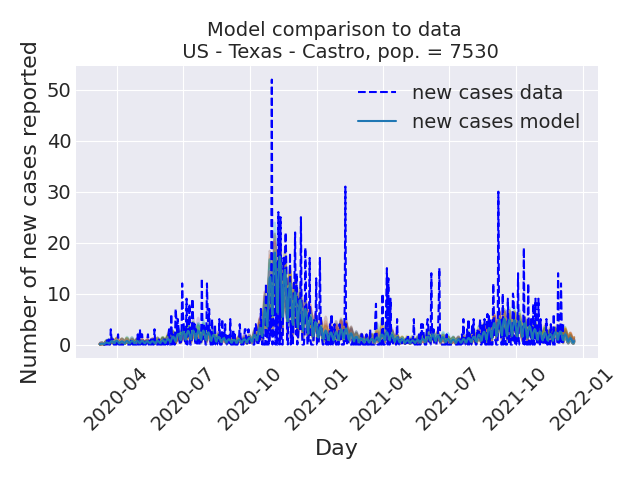 Model comparison to data
US - Texas - Castro, pop. = 7530
new cases data
new cases model
Number of new cases reported
50
40
30
20
10
0
2020-04
2020-07
2020-10
2021-01
2021-04
2021-07
2021-10
2022-01
Day